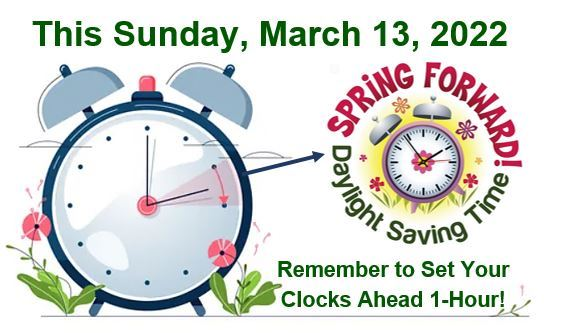 This Sunday, March 13, 2022
SPRING FORWARD!
Daylight Saving Time
Remember to Set Your
Clocks Ahead 1-Hour!